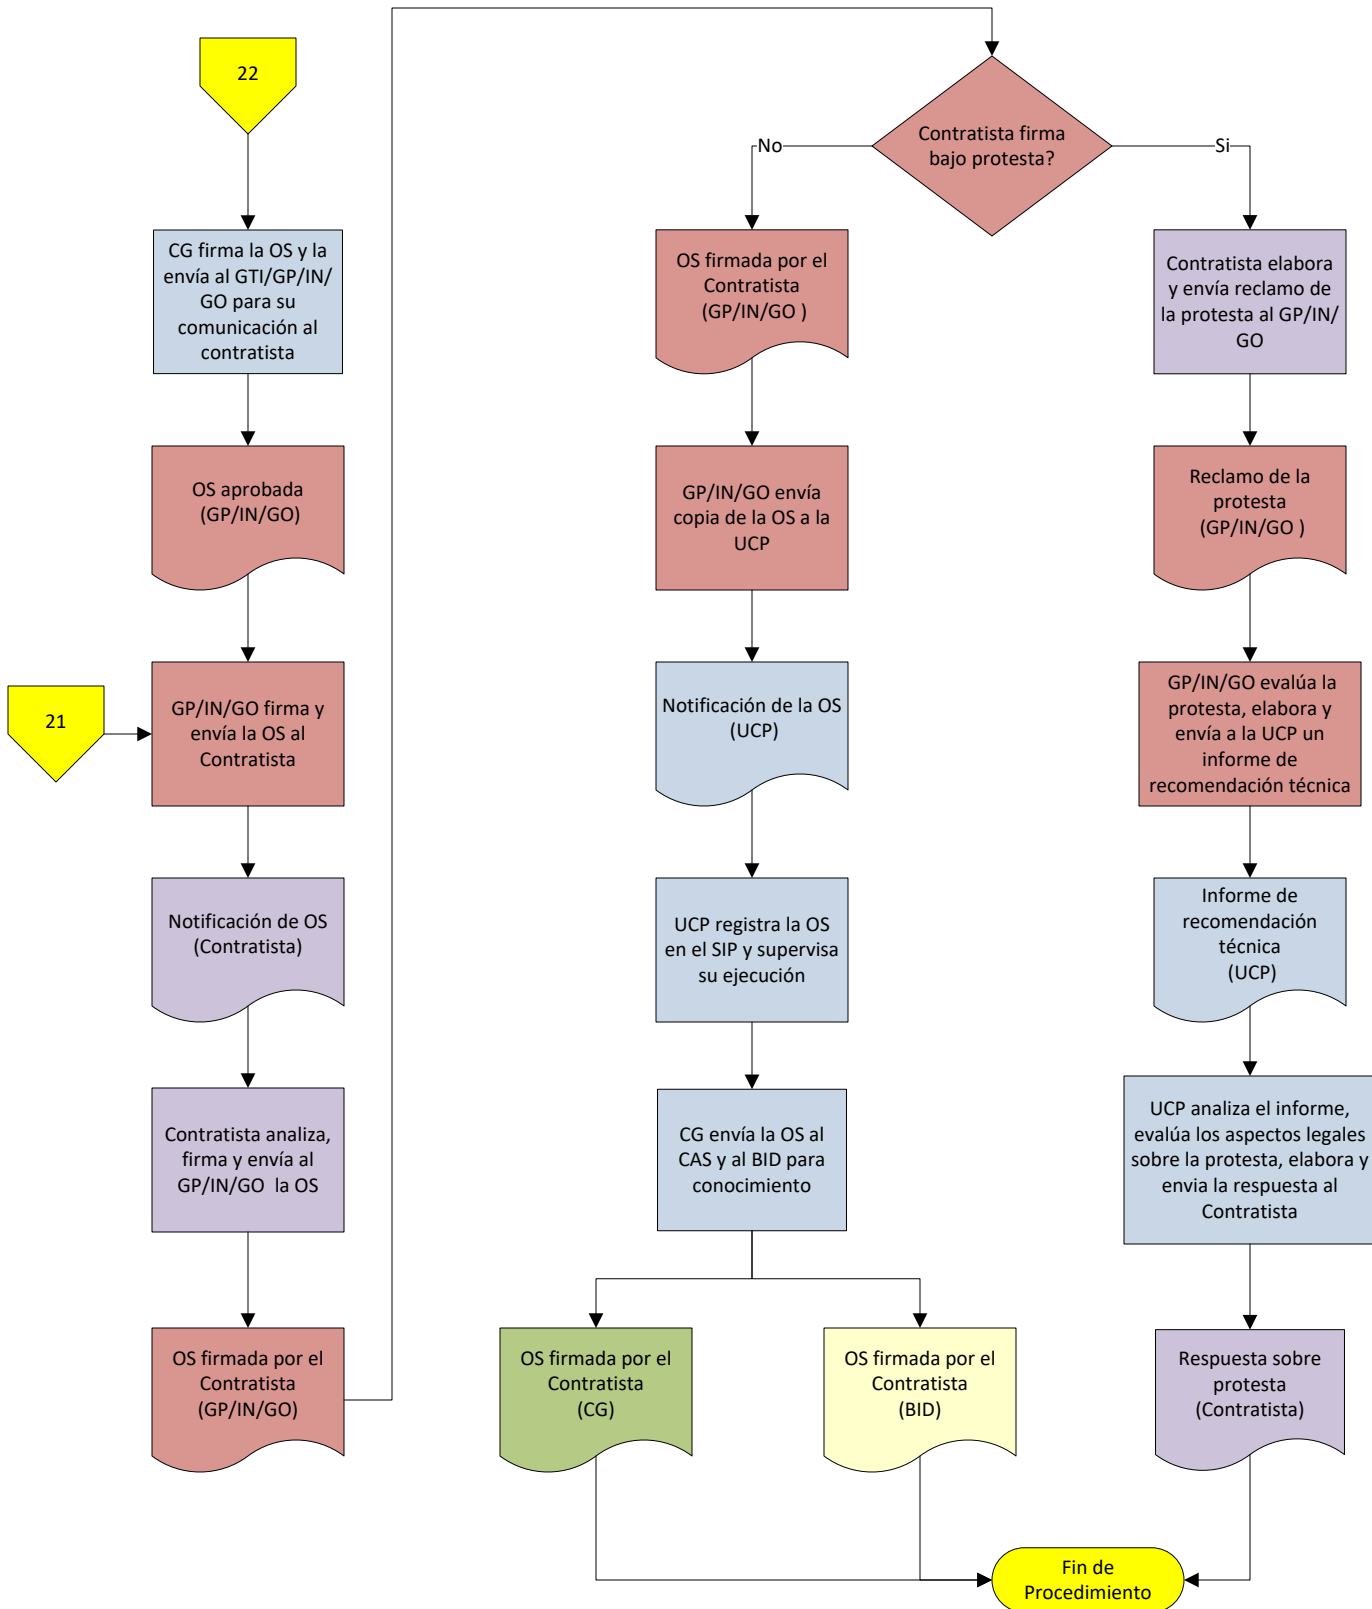 22
CG firma la OS y la
envía al GTI/GP/IN/
GO para su
comunicación al
contratista
OS aprobada
(GP/IN/GO)
21
GP/IN/GO firma y
envía la OS al
Contratista
Notificación de OS
(Contratista)
Contratista analiza,
firma y envía al
GP/IN/GO  la OS
OS firmada por el
Contratista
(GP/IN/GO)
Contratista firma
bajo protesta?
No
Si
OS firmada por el
Contratista
(GP/IN/GO )
GP/IN/GO envía
copia de la OS a la
UCP
Notificación de la OS
(UCP)
UCP registra la OS
en el SIP y supervisa
su ejecución
CG envía la OS al
CAS y al BID para
conocimiento
OS firmada por el
Contratista
(CG)
OS firmada por el
Contratista
(BID)
Contratista elabora
y envía reclamo de
la protesta al GP/IN/
GO
Reclamo de la
protesta
(GP/IN/GO )
GP/IN/GO evalúa la
protesta, elabora y
envía a la UCP un
informe de
recomendación técnica
Informe de
recomendación
técnica
(UCP)
UCP analiza el informe,
evalúa los aspectos legales
sobre la protesta, elabora y
envia la respuesta al
Contratista
Respuesta sobre
protesta
(Contratista)
Fin de
Procedimiento